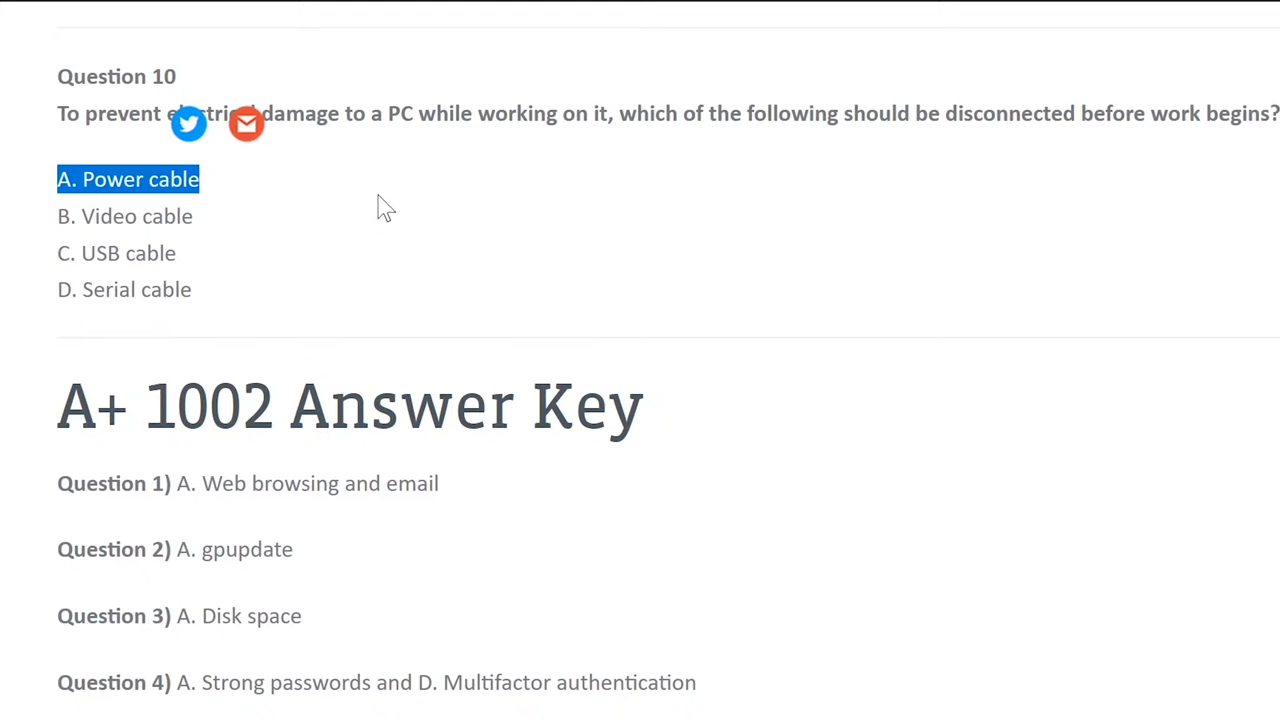 Question 10
To prevent damage to a PC while working on it, which of the following should be disconnected before work begins?
A. Power cable
B. Video cable
C. USB cable
D. Serial cable
A+ 1002 Answer Key
Question 1) A. Web browsing and email
Question 2) A. gpupdate
Question 3) A. Disk space
Question 4) A. Strong passwords and D. Multifactor authentication